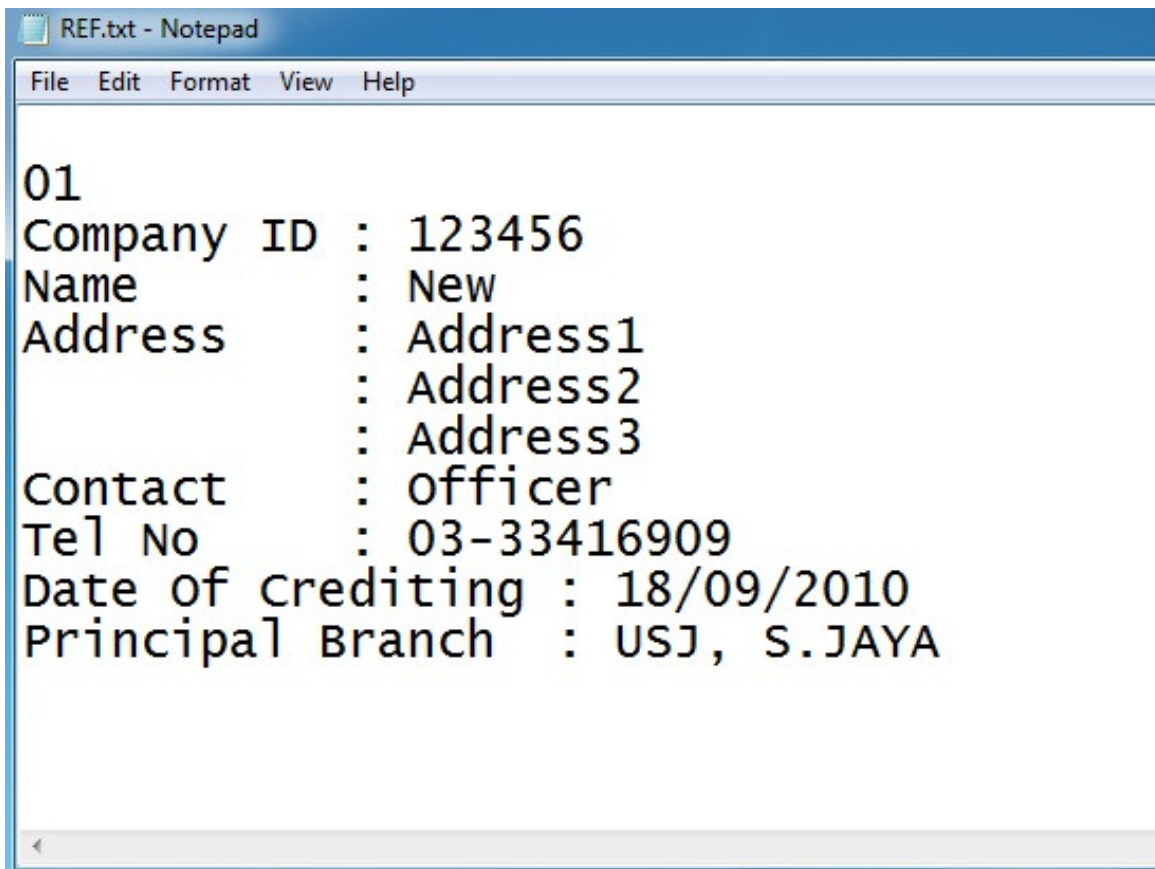 REF.txt - Notepad
File Edit Format View Help
01
Company ID : 123456
Name : New
Address : Address1
: Address2
: Address3
Contact : Officer
Tel No : 03-33416909
Date Of Crediting : 18/09/2010
Principal Branch : USJ, S.JAYA